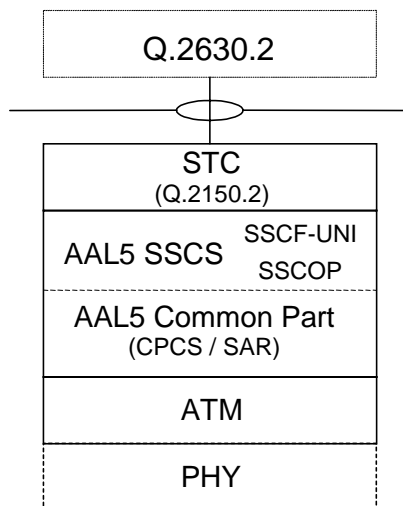 Q.2630.2
STC
(Q.2150.2)
AAL5 SSCS
SSCF-UNI
SSCOP
AAL5 Common Part
(CPCS / SAR)
ATM
PHY